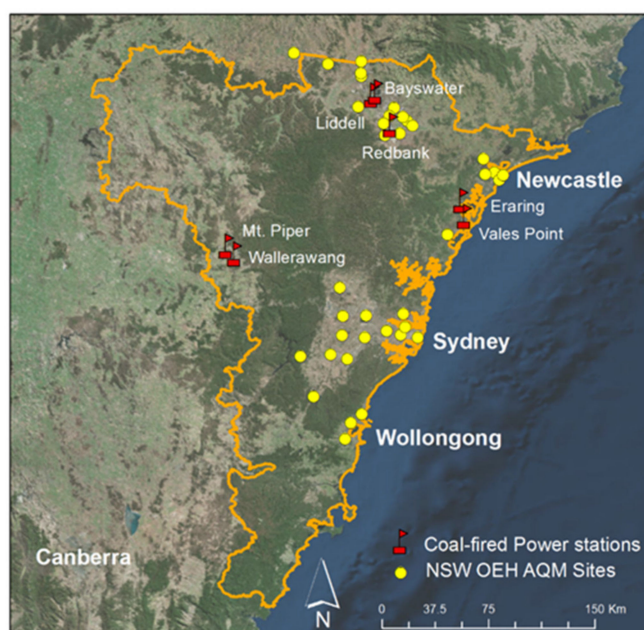 Bayswater
Liddell
Redbank
Newcastle
Eraring
Mt. Piper
Vales Point
Wallerawang
Sydney
Wollongong
Coal-fired Power stations
Canberra
NSW OEH AQM Sites
N
0 37.5 75 150 Km